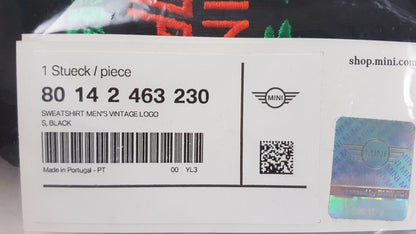 shop.mini.com
1 Stueck / piece
80 14 2 463 230
MINI
SWEATSHIRT MEN'S VINTAGE LOGO
S, BLACK
Made in Portugal - PT 00 YL3
MINI